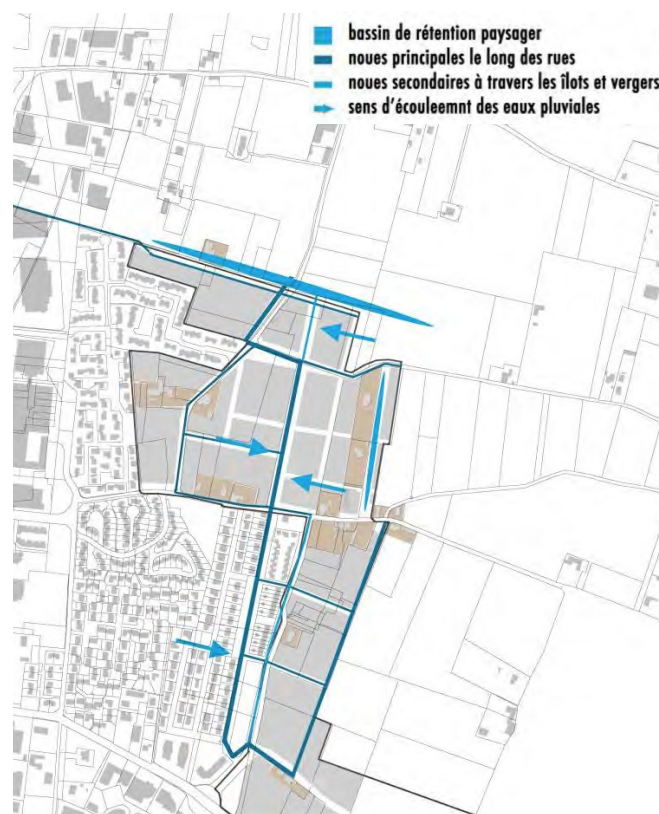 bassin de rétention paysager
noues principales le long des rues
noues secondaires à travers les îlots et vergers
sens d'écouleemnt des eaux pluviales